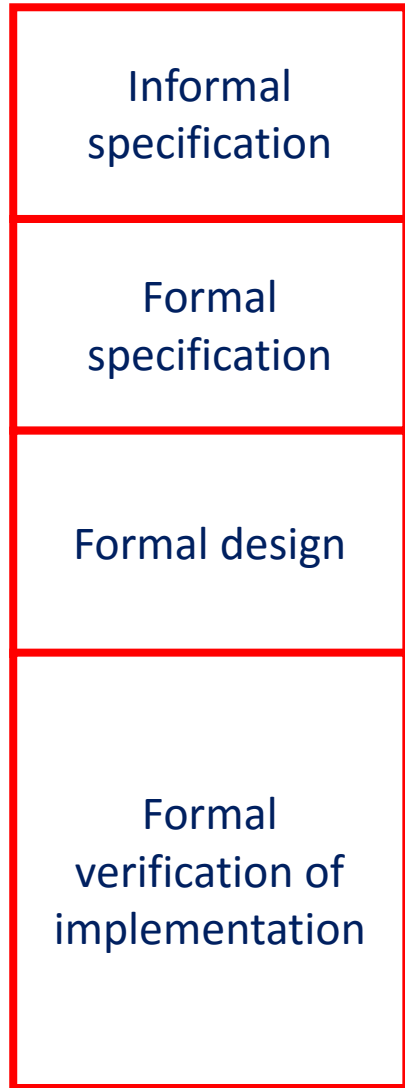 Informal
specification
Formal
specification
Formal design
Formal
verification of
implementation